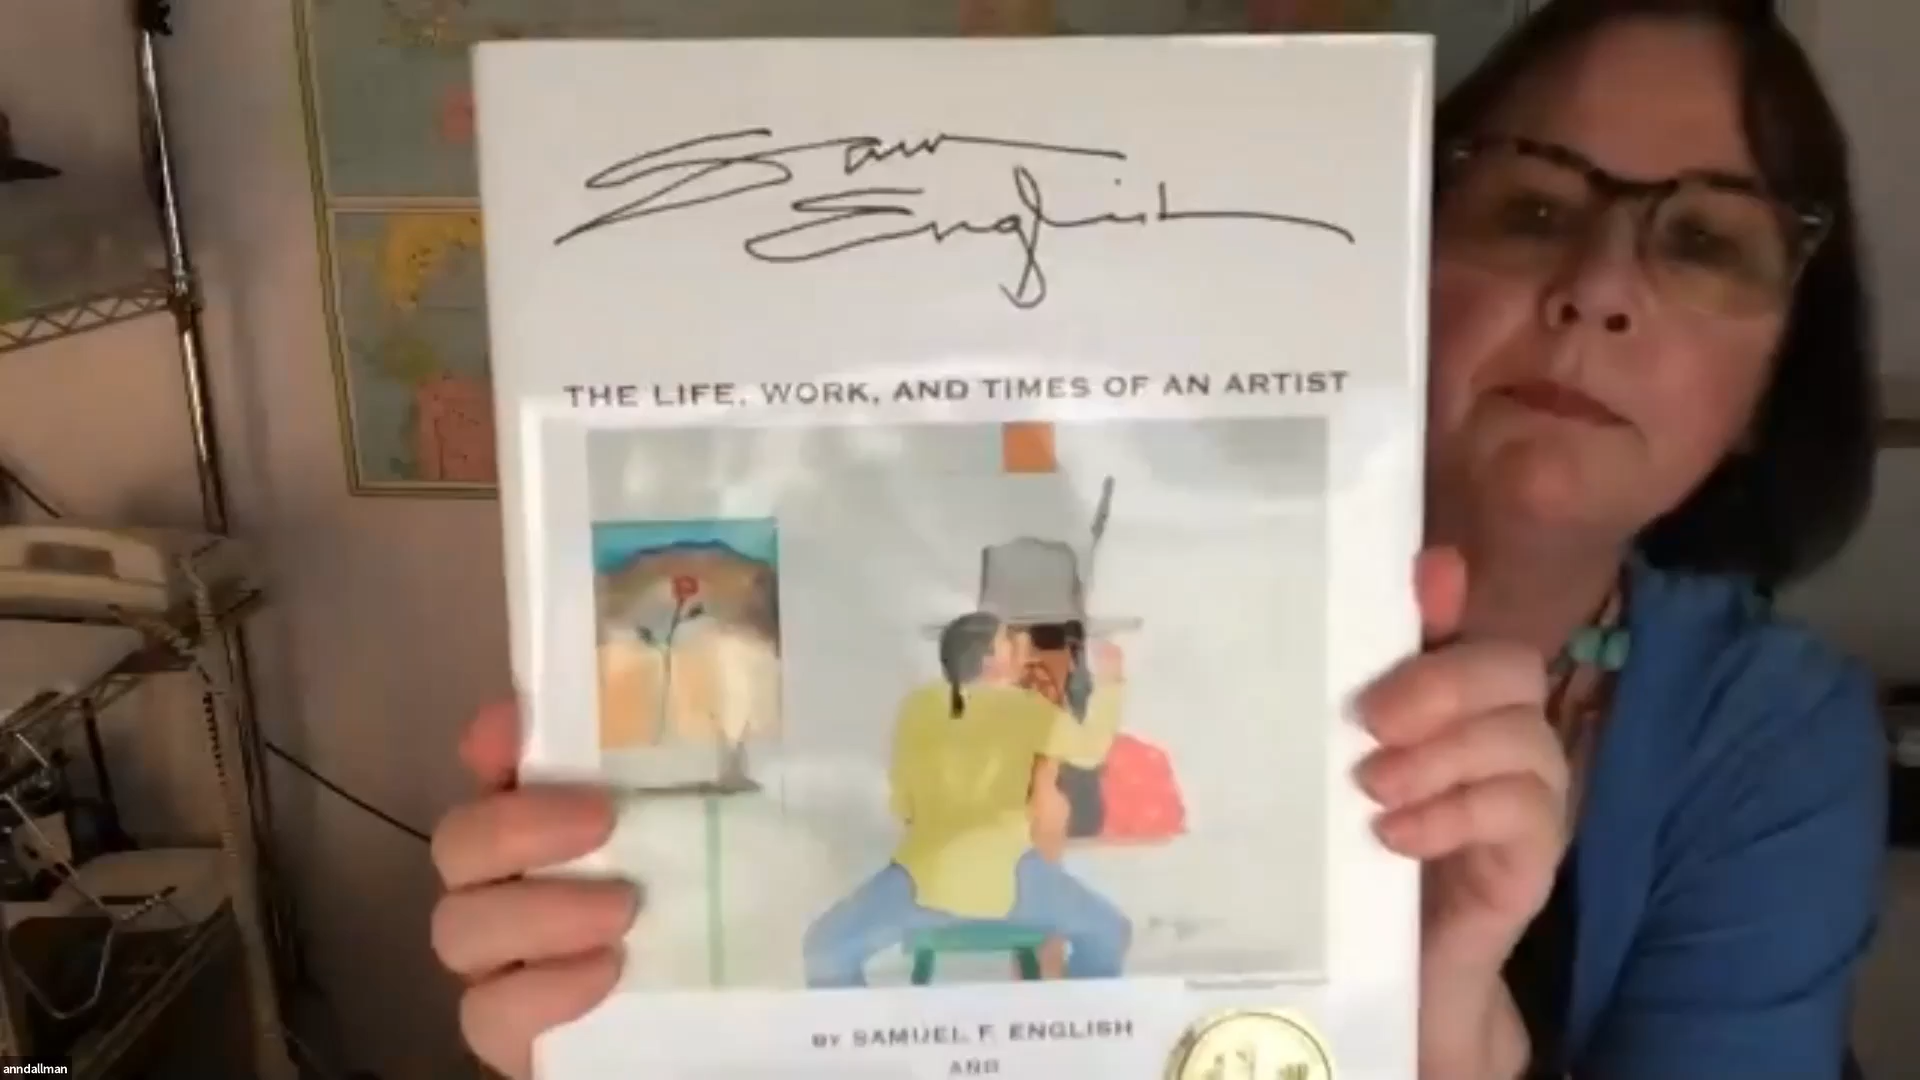 Sam
English
THE LIFE, WORK, AND TIMES OF AN ARTIST
BY SAMUEL F. ENGLISH
AND
anndallman